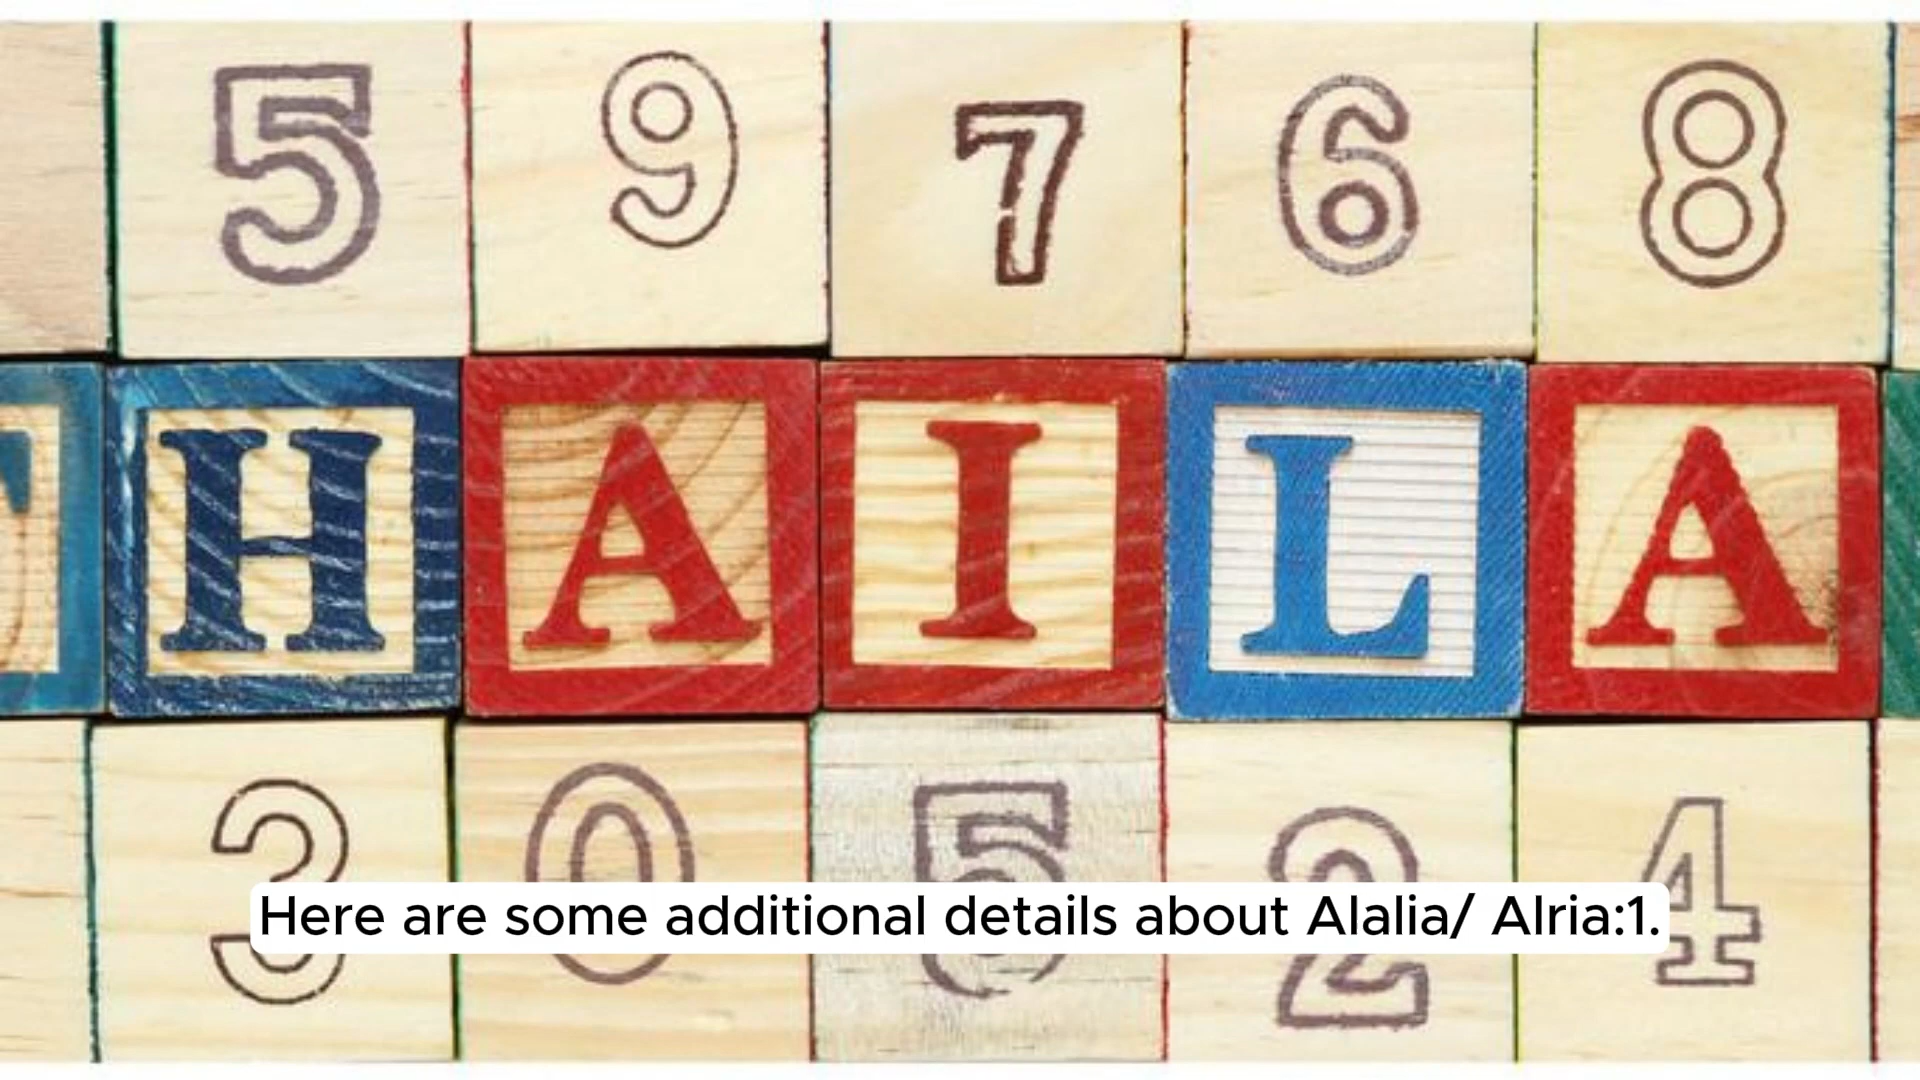 5 9 7 6 8
H A I L A
3 0 5 2 4
Here are some additional details about Alalia/ Alria:1.